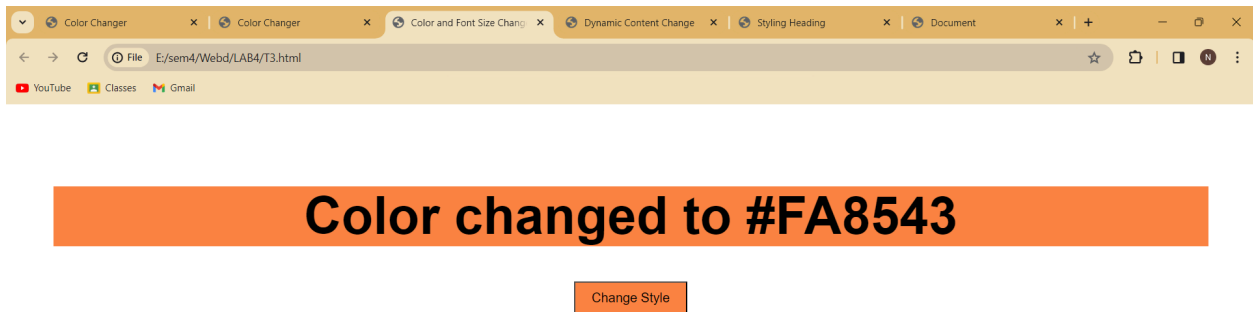 Color Changer Color Changer Color and Font Size Chang Dynamic Content Change Styling Heading Document
File E:/sem4/Webd/LAB4/T3.html N
YouTube Classes Gmail
Color changed to #FA8543
Change Style